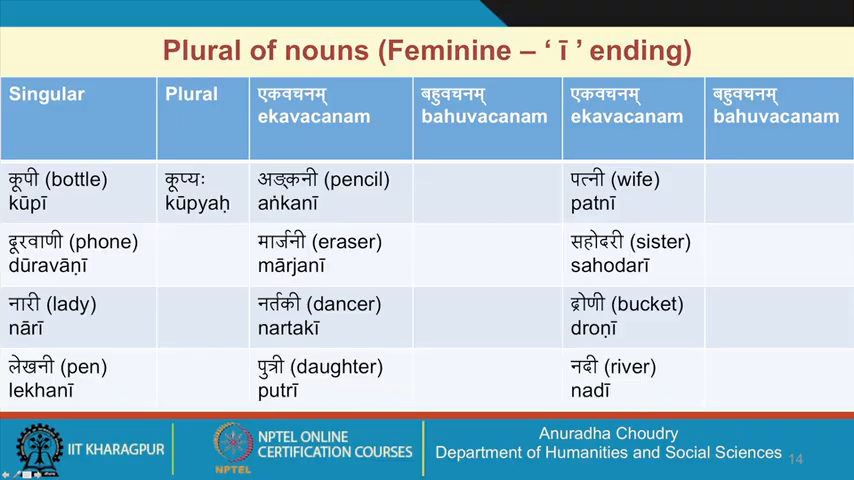 Plural of nouns (Feminine – ‘ ī ’ ending)
Singular
Plural
एकवचनम्
ekavacanam
बहुवचनम्
bahuvacanam
एकवचनम्
ekavacanam
बहुवचनम्
bahuvacanam
कूपी (bottle)
kūpī
कूप्यः
kūpyaḥ
अङ्कनी (pencil)
aṅkanī
पत्नी (wife)
patnī
दूरवाणी (phone)
dūravāṇī
मार्जनी (eraser)
mārjanī
सहोदरी (sister)
sahodarī
नारी (lady)
nārī
नर्तकी (dancer)
nartakī
द्रोणी (bucket)
droṇī
लेखनी (pen)
lekhanī
पुत्री (daughter)
putrī
नदी (river)
nadī
IIT KHARAGPUR
NPTEL
NPTEL ONLINE
CERTIFICATION COURSES
Anuradha Choudry
Department of Humanities and Social Sciences
14